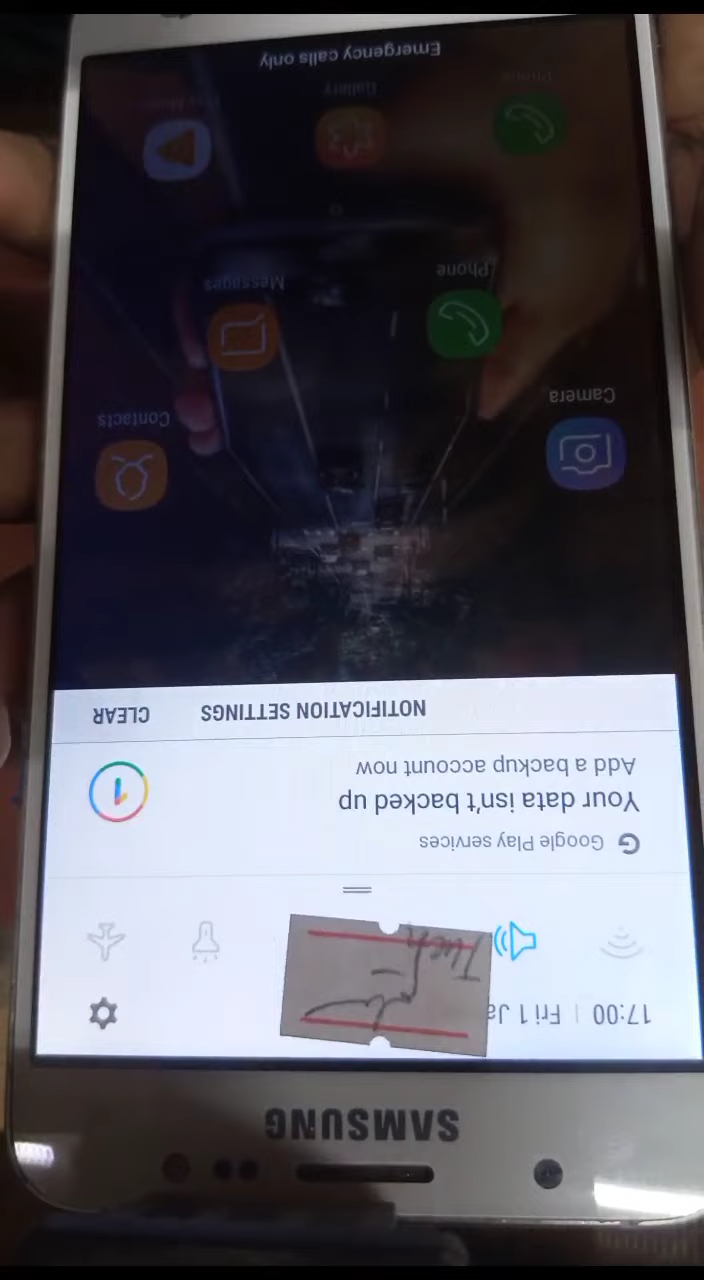 SAMSUNG
17:00 | Fri 1 Ja
Google Play services
Your data isn't backed up
Add a backup account now
NOTIFICATION SETTINGS CLEAR
Camera
Contacts
Phone
Messages
Phone
Gallery
Emergency calls only